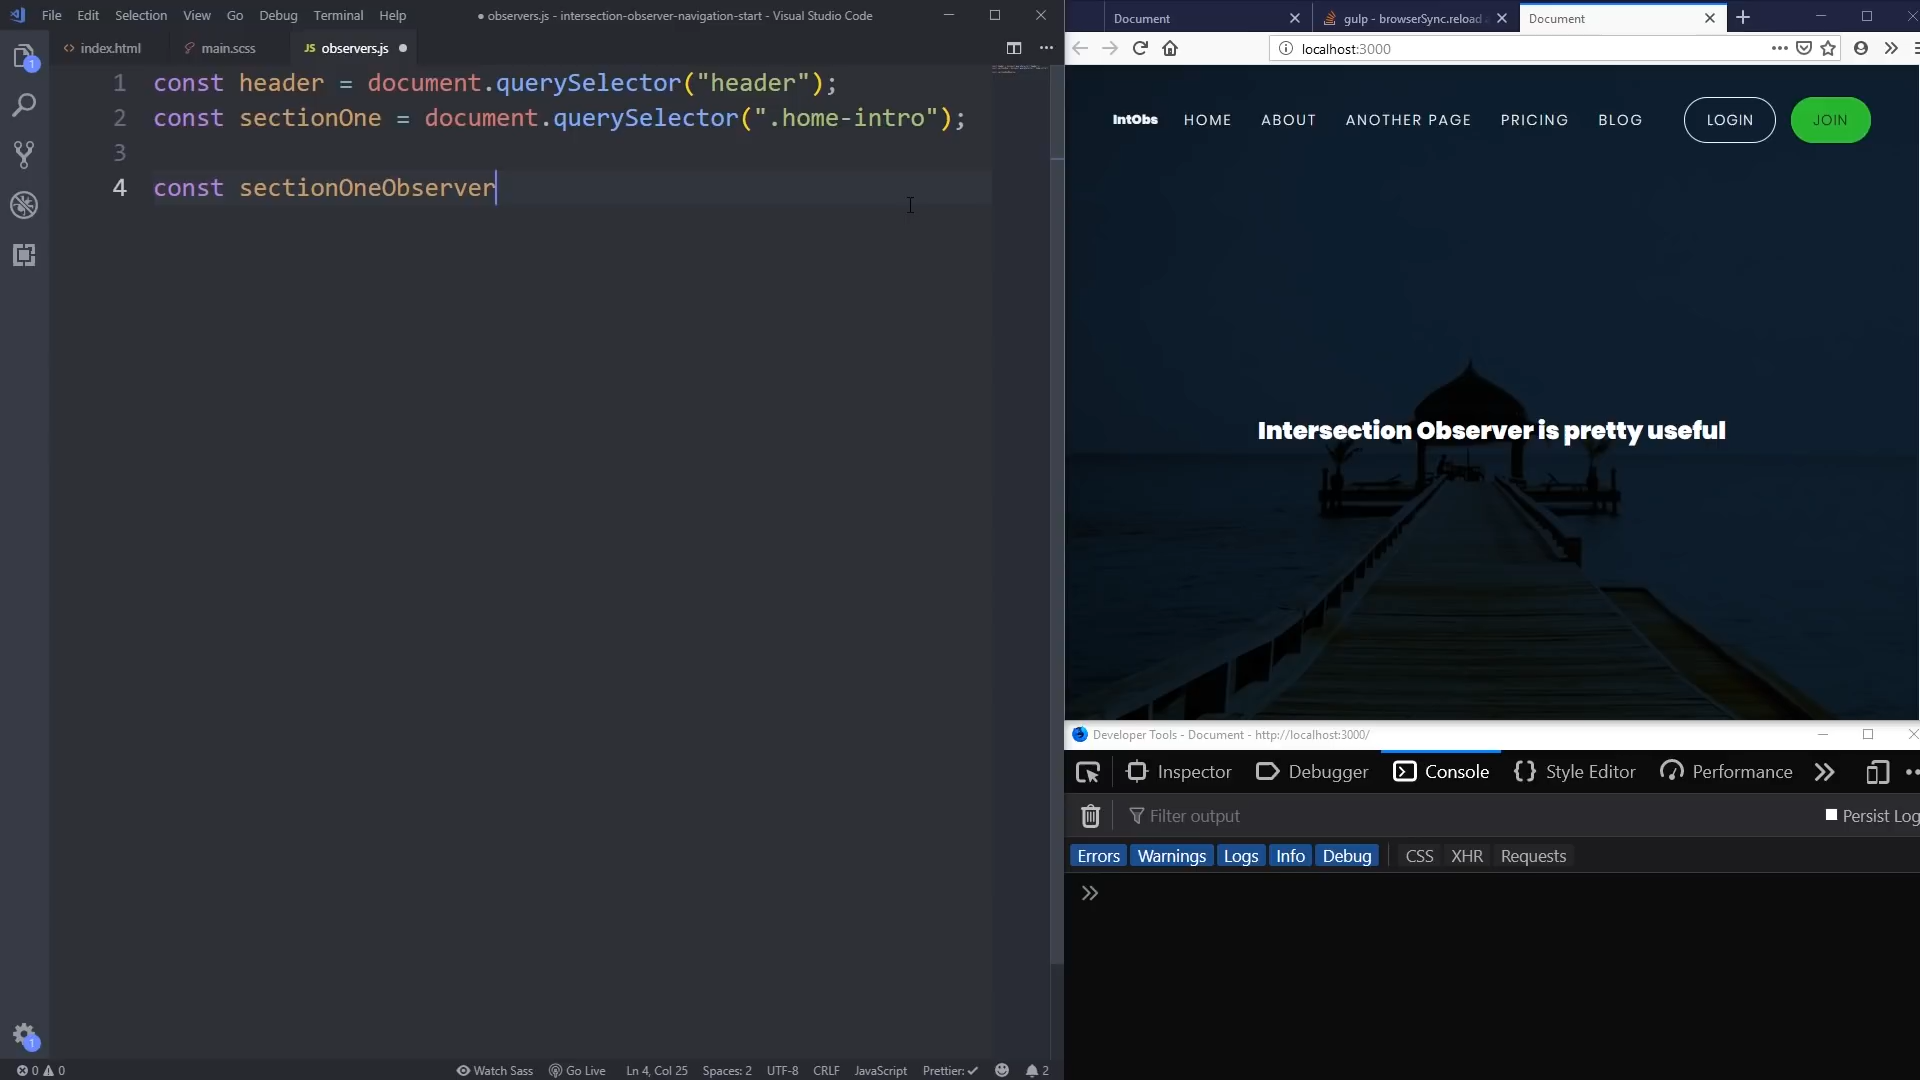 File Edit Selection View Go Debug Terminal Help
● observers.js - intersection-observer-navigation-start - Visual Studio Code
<> index.html
main.scss
JS observers.js ●
1 const header = document.querySelector("header");
2 const sectionOne = document.querySelector(".home-intro");
3
4 const sectionOneObserver
1
1
0 0
Watch Sass Go Live Ln 4, Col 25 Spaces: 2 UTF-8 CRLF JavaScript Prettier: ✓ 2
Document
gulp - browserSync.reload
Document
localhost:3000
IntObs HOME ABOUT ANOTHER PAGE PRICING BLOG LOGIN JOIN
Intersection Observer is pretty useful
Developer Tools - Document - http://localhost:3000/
Inspector Debugger Console Style Editor Performance
Filter output
Persist Log
Errors Warnings Logs Info Debug CSS XHR Requests